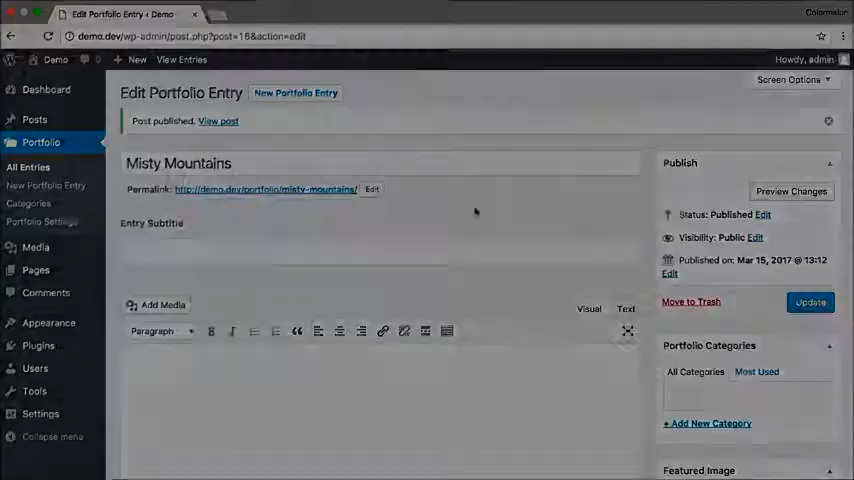 Edit Portfolio Entry ‹ Demo
Colormelon
demo.dev/wp-admin/post.php?post=16&action=edit
Demo 0 New View Entries Howdy, admin
Screen Options
Dashboard
Posts
Portfolio
All Entries
New Portfolio Entry
Categories
Portfolio Settings
Media
Pages
Comments
Appearance
Plugins
Users
Tools
Settings
Collapse menu
Edit Portfolio Entry New Portfolio Entry
Post published. View post
Misty Mountains
Permalink: http://demo.dev/portfolio/misty-mountains/ Edit
Entry Subtitle
Add Media
Visual Text
Paragraph B I
Publish
Preview Changes
Status: Published Edit
Visibility: Public Edit
Published on: Mar 15, 2017 @ 13:12
Edit
Move to Trash Update
Portfolio Categories
All Categories Most Used
+ Add New Category
Featured Image